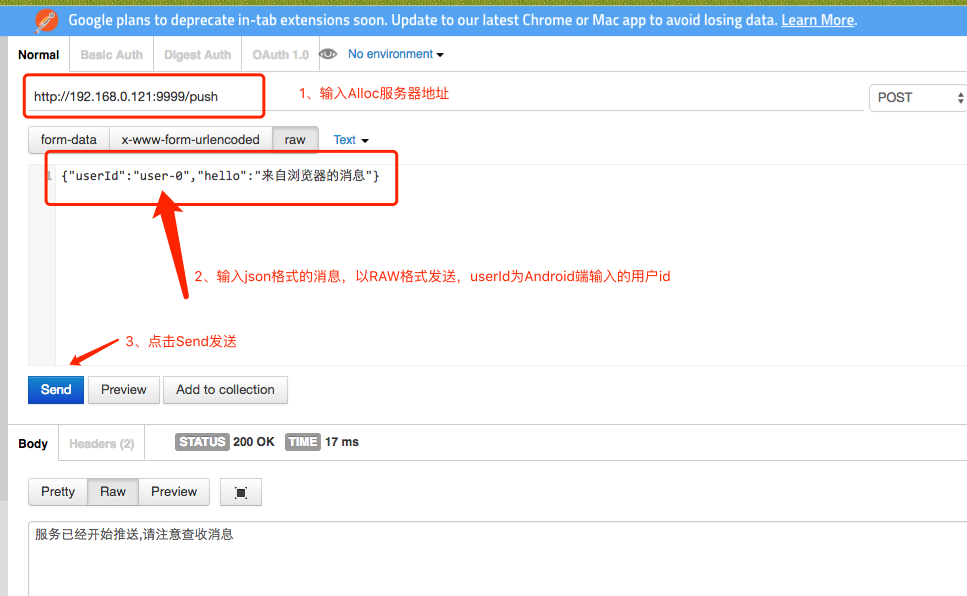 Google plans to deprecate in-tab extensions soon. Update to our latest Chrome or Mac app to avoid losing data. Learn More.
Normal Basic Auth Digest Auth OAuth 1.0 No environment
http://192.168.0.121:9999/push 1、输入Alloc服务器地址 POST
form-data x-www-form-urlencoded raw Text
1 {"userId":"user-0","hello":"来自浏览器的消息"}
2、输入json格式的消息，以RAW格式发送，userId为Android端输入的用户id
3、点击Send发送
Send Preview Add to collection
Body Headers (2) STATUS 200 OK TIME 17 ms
Pretty Raw Preview
服务已经开始推送,请注意查收消息